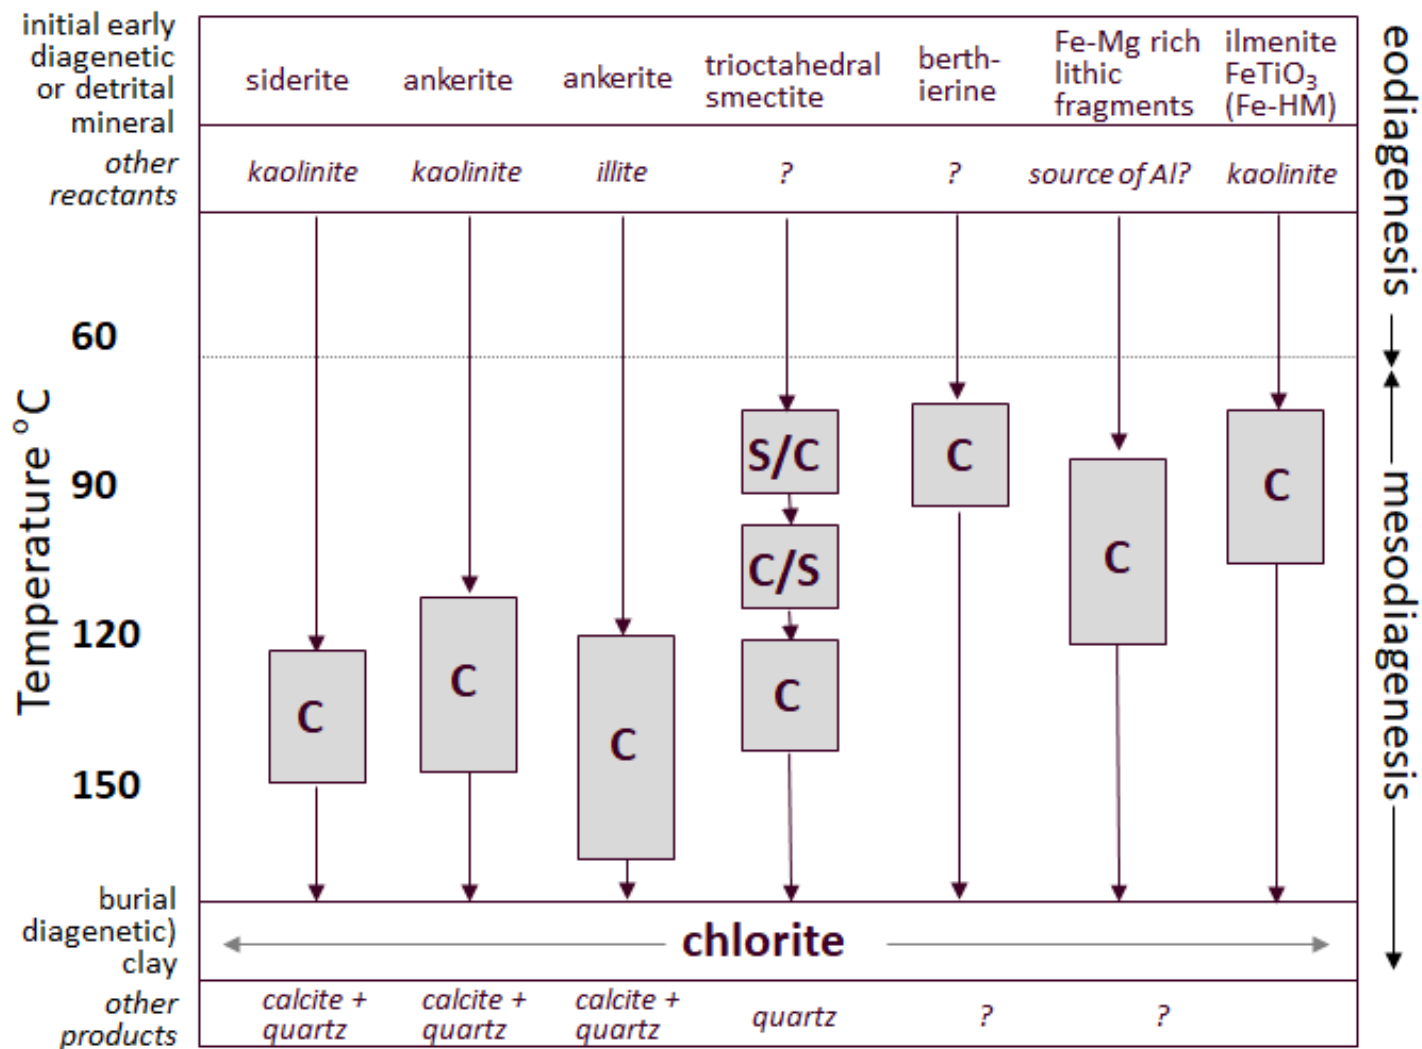 initial early
diagenetic
or detrital
mineral
siderite
ankerite
ankerite
trioctahedral
smectite
berth-
ierine
Fe-Mg rich
lithic
fragments
ilmenite
FeTiO₃
(Fe-HM)
other
reactants
kaolinite
kaolinite
illite
?
?
source of Al?
kaolinite
eodiagenesis
mesodiagenesis
Temperature °C
60
90
120
150
C
C
C
S/C
C/S
C
C
C
C
burial
diagenetic)
clay
chlorite
other
products
calcite +
quartz
calcite +
quartz
calcite +
quartz
quartz
?
?